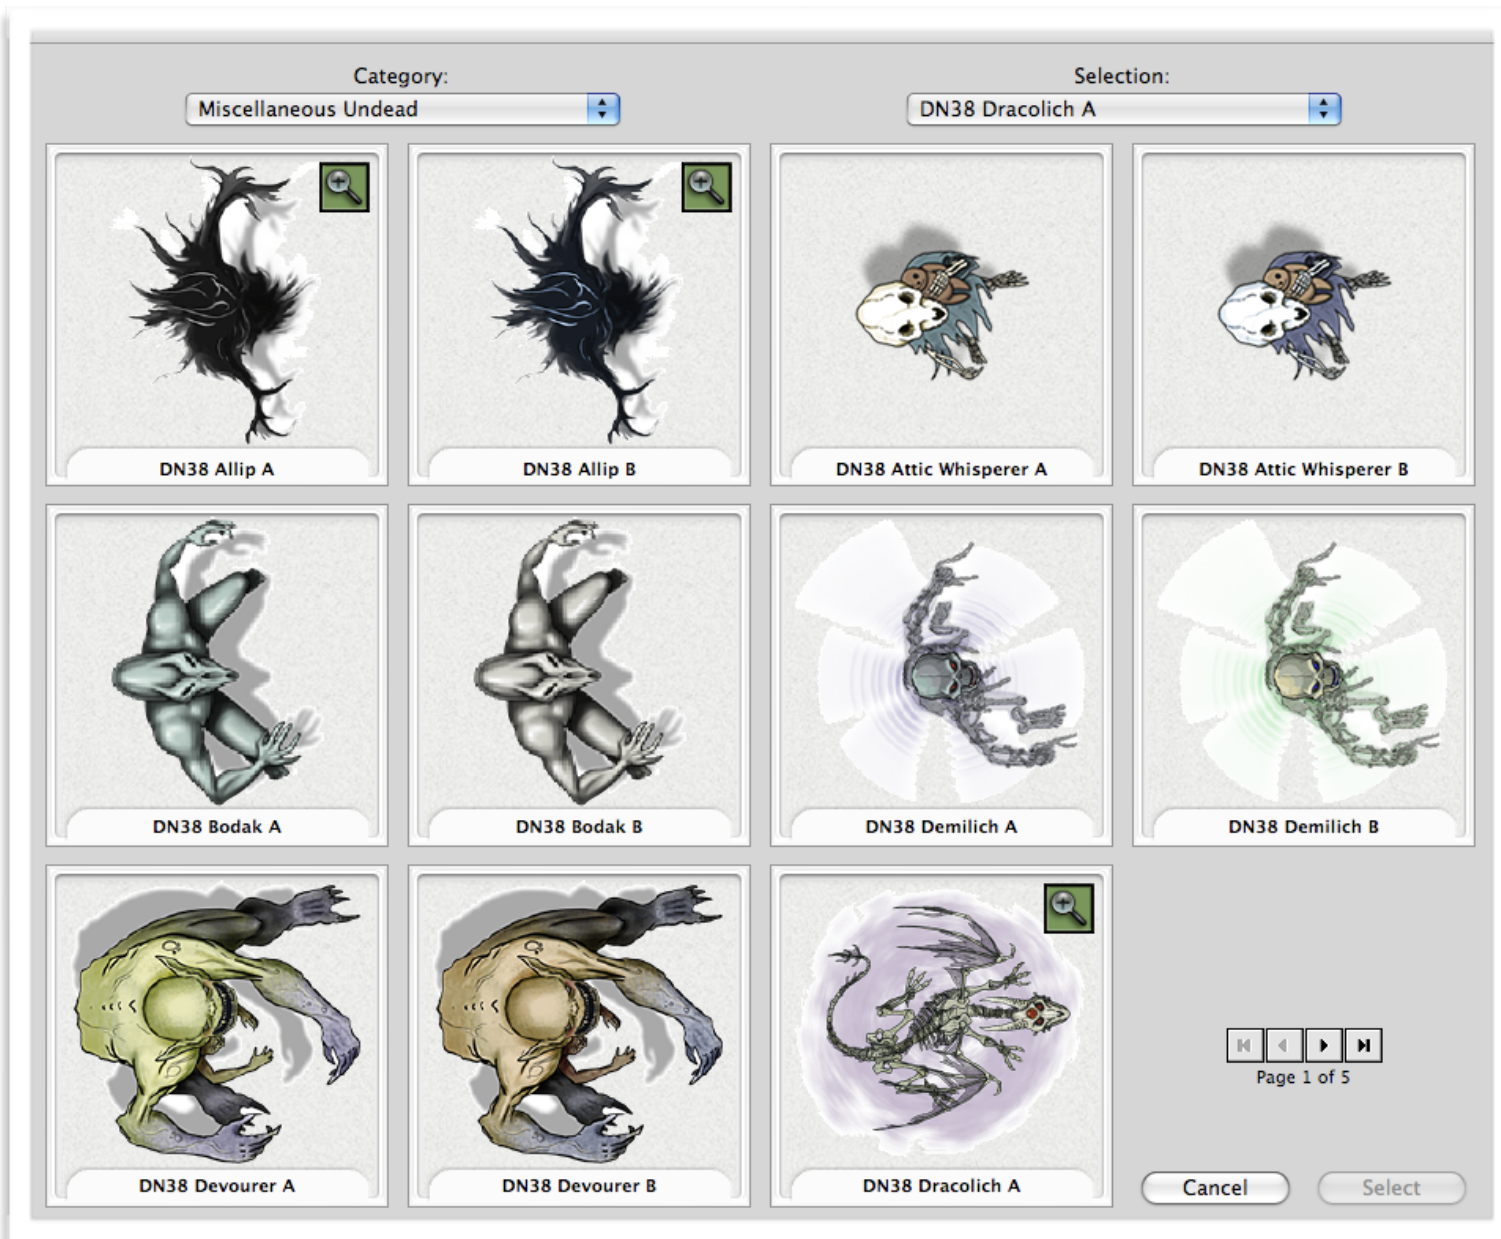 Category:
Selection:
Miscellaneous Undead
DN38 Dracolich A
DN38 Allip A
DN38 Allip B
DN38 Attic Whisperer A
DN38 Attic Whisperer B
DN38 Bodak A
DN38 Bodak B
DN38 Demilich A
DN38 Demilich B
DN38 Devourer A
DN38 Devourer B
DN38 Dracolich A
Page 1 of 5
Cancel
Select